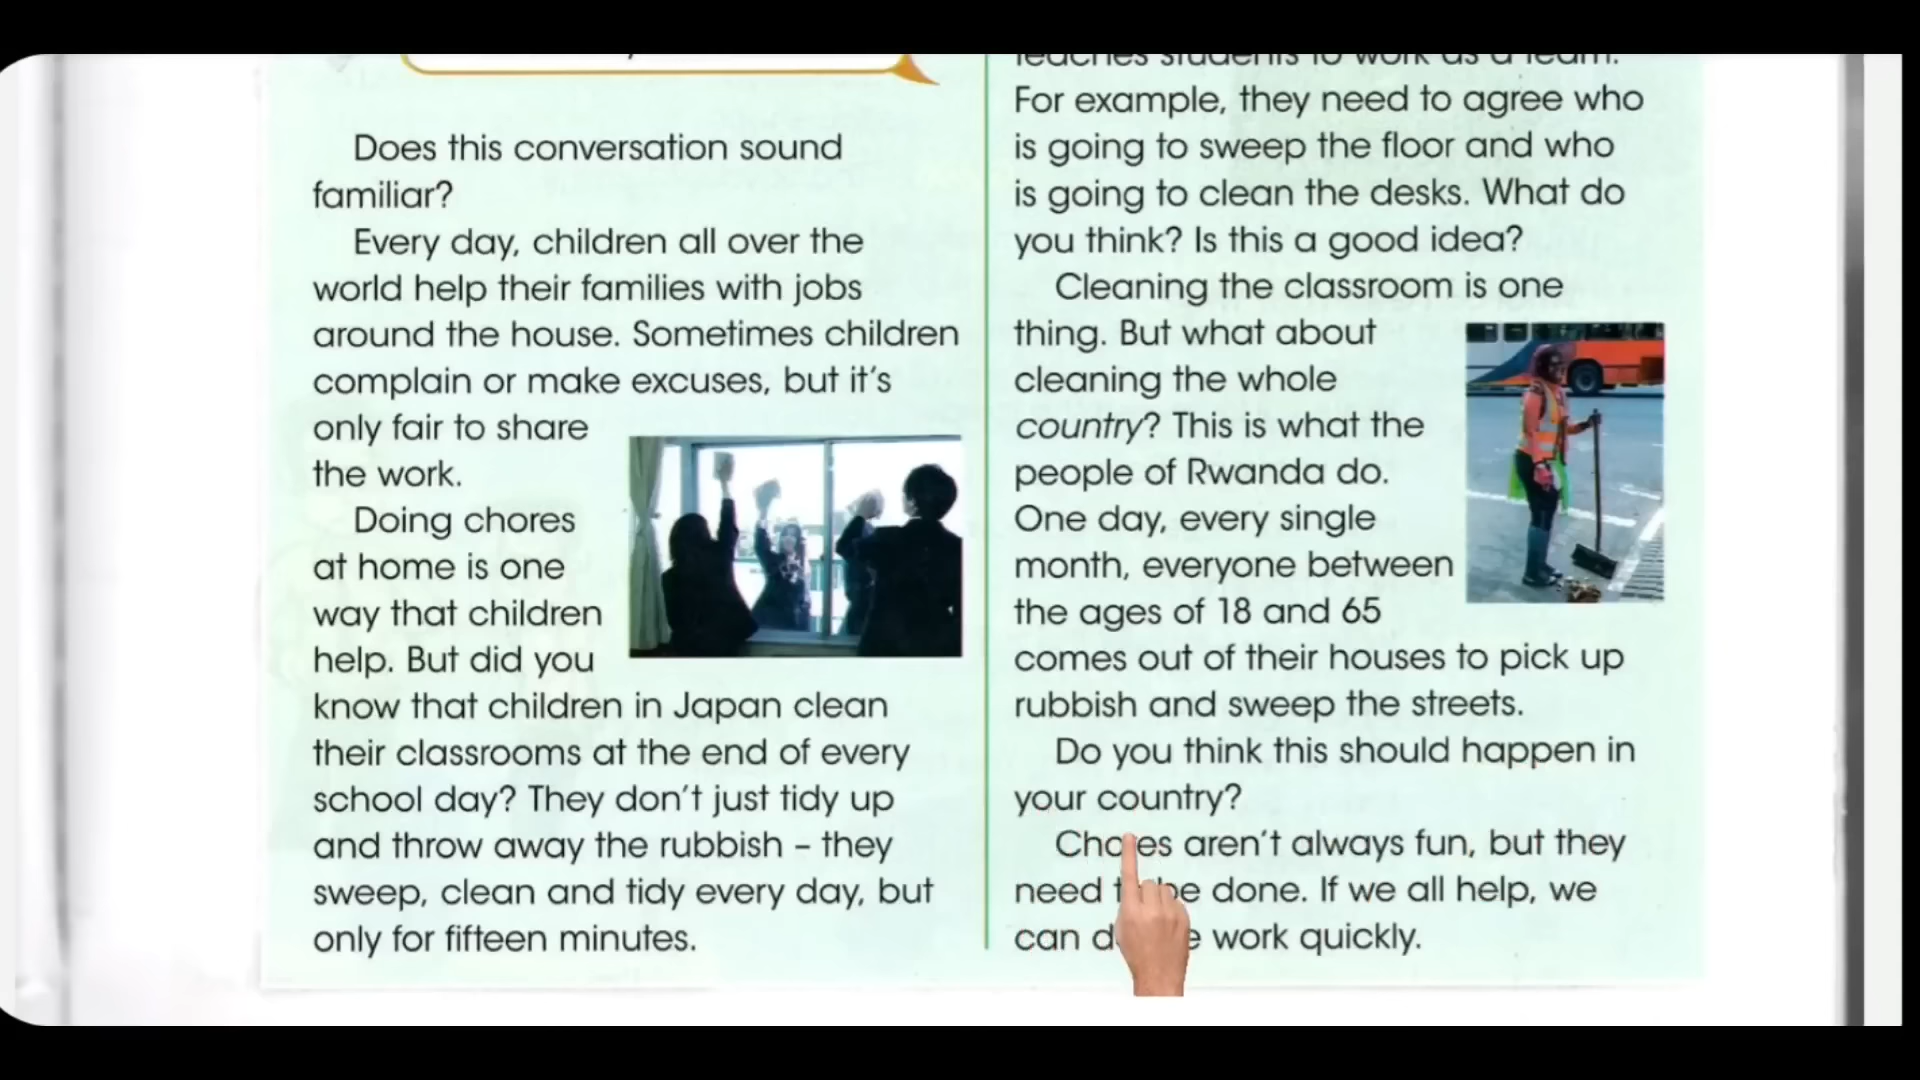 Does this conversation sound
familiar?
Every day, children all over the
world help their families with jobs
around the house. Sometimes children
complain or make excuses, but it's
only fair to share
the work.
Doing chores
at home is one
way that children
help. But did you
know that children in Japan clean
their classrooms at the end of every
school day? They don't just tidy up
and throw away the rubbish – they
sweep, clean and tidy every day, but
only for fifteen minutes.
teaches students to work as a team.
For example, they need to agree who
is going to sweep the floor and who
is going to clean the desks. What do
you think? Is this a good idea?
Cleaning the classroom is one
thing. But what about
cleaning the whole
country? This is what the
people of Rwanda do.
One day, every single
month, everyone between
the ages of 18 and 65
comes out of their houses to pick up
rubbish and sweep the streets.
Do you think this should happen in
your country?
Chores aren't always fun, but they
need to be done. If we all help, we
can work quickly.